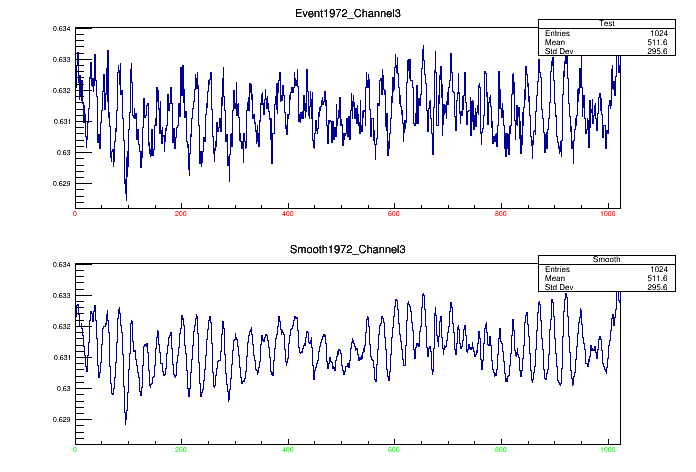 Event1972_Channel3
Test
Entries 1024
Mean 511.6
Std Dev 295.6
0.634
0.633
0.632
0.631
0.63
0.629
0 200 400 600 800 1000
Smooth1972_Channel3
Smooth
Entries 1024
Mean 511.6
Std Dev 295.6
0.634
0.633
0.632
0.631
0.63
0.629
0 200 400 600 800 1000